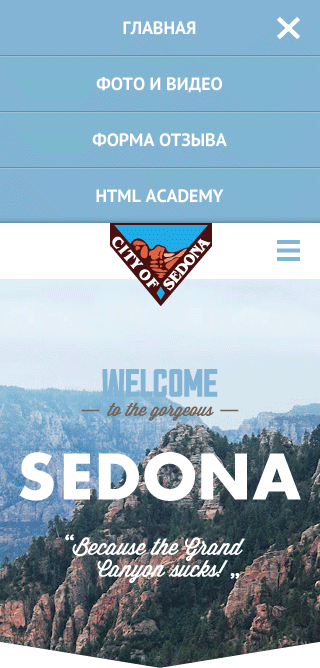 ГЛАВНАЯ
ФОТО И ВИДЕО
ФОРМА ОТЗЫВА
HTML ACADEMY
CITY OF SEDONA
WELCOME
to the gorgeous
SEDONA
“Because the Grand
Canyon sucks!”